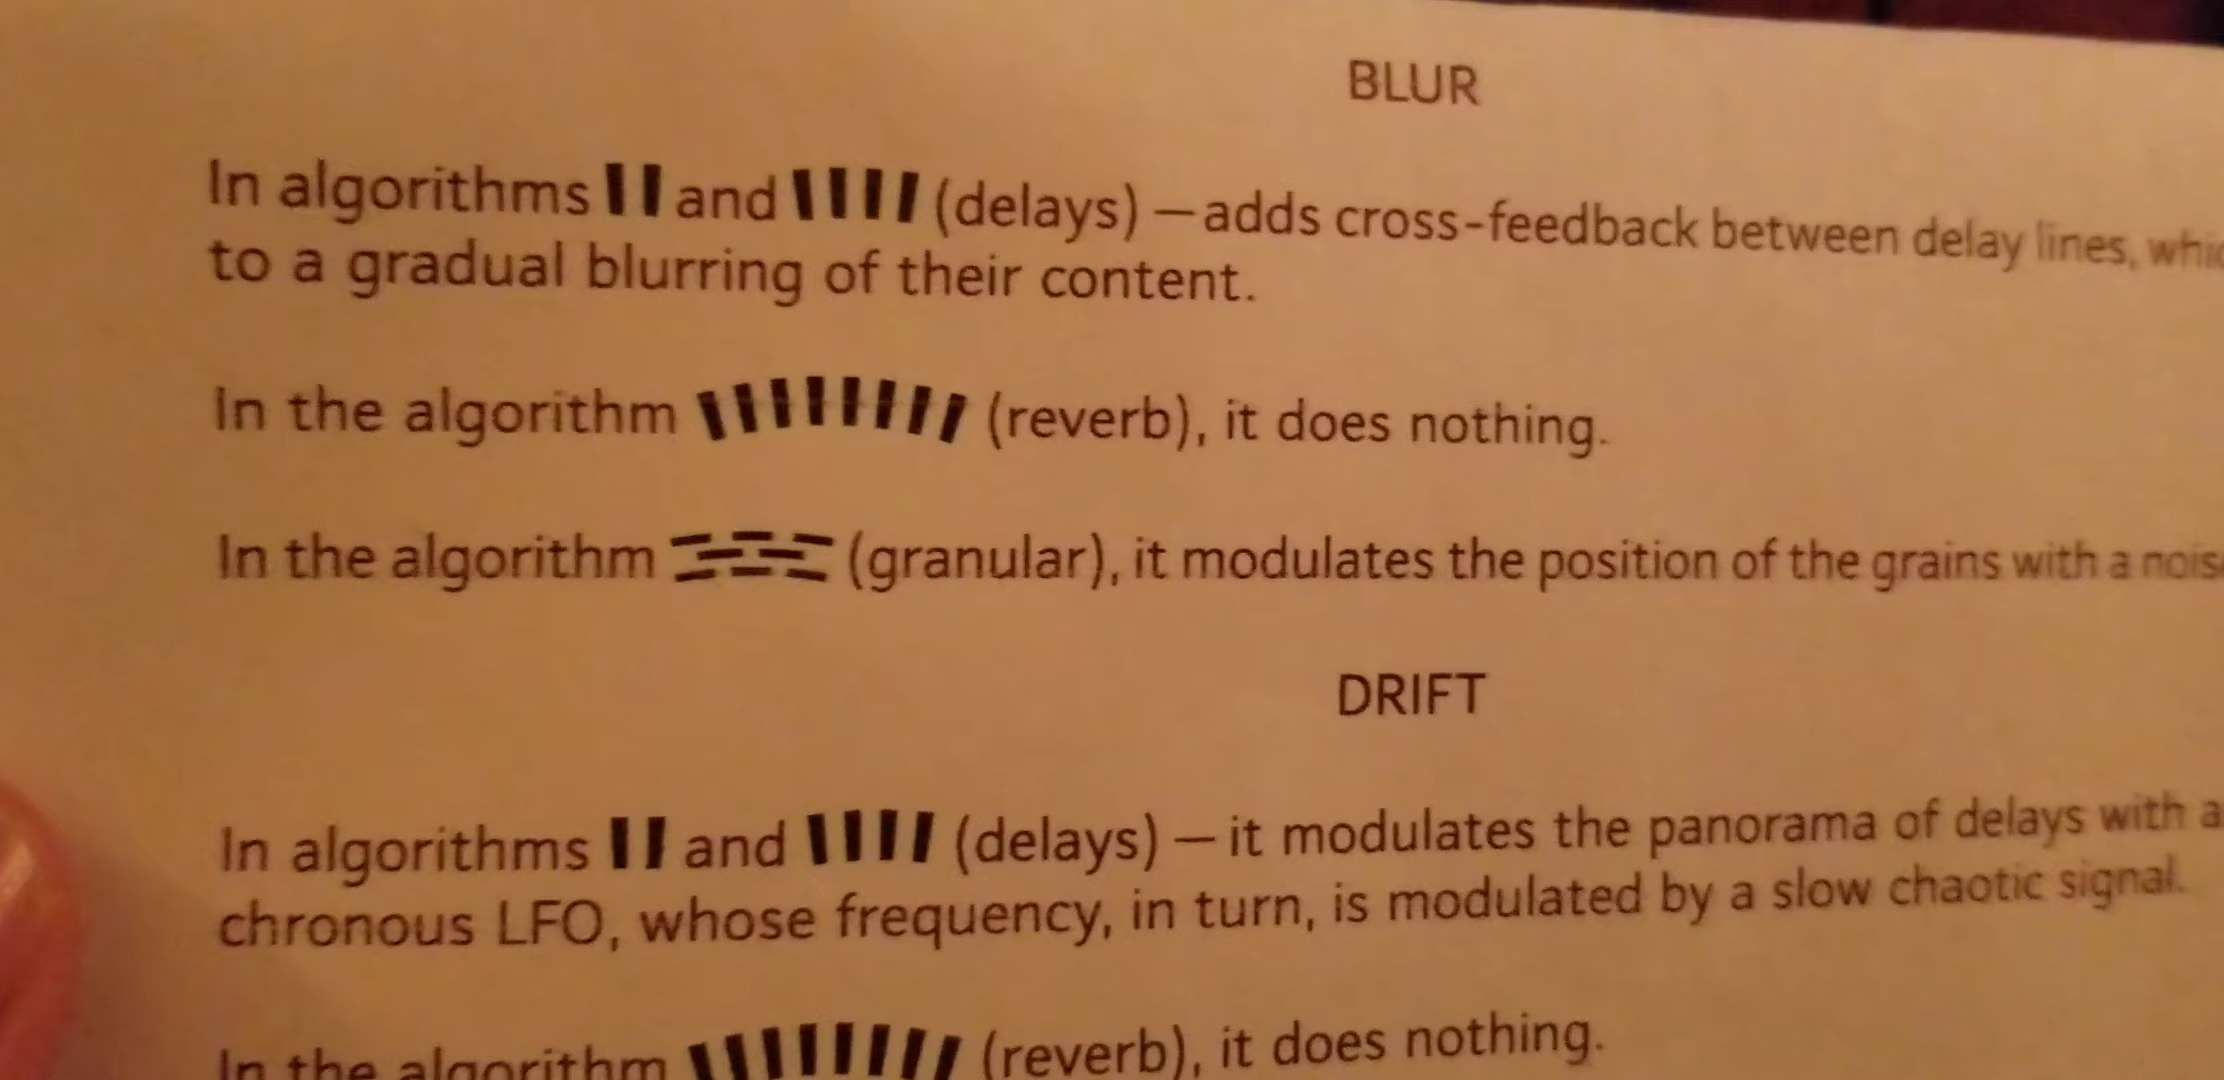 BLUR
In algorithms and (delays) — adds cross-feedback between delay lines,
to a gradual blurring of their content.
In the algorithm (reverb), it does nothing.
In the algorithm (granular), it modulates the position of the grains with a
DRIFT
In algorithms and (delays) — it modulates the panorama of delays with a
chronous LFO, whose frequency, in turn, is modulated by a slow chaotic signal.
In the algorithm (reverb), it does nothing.